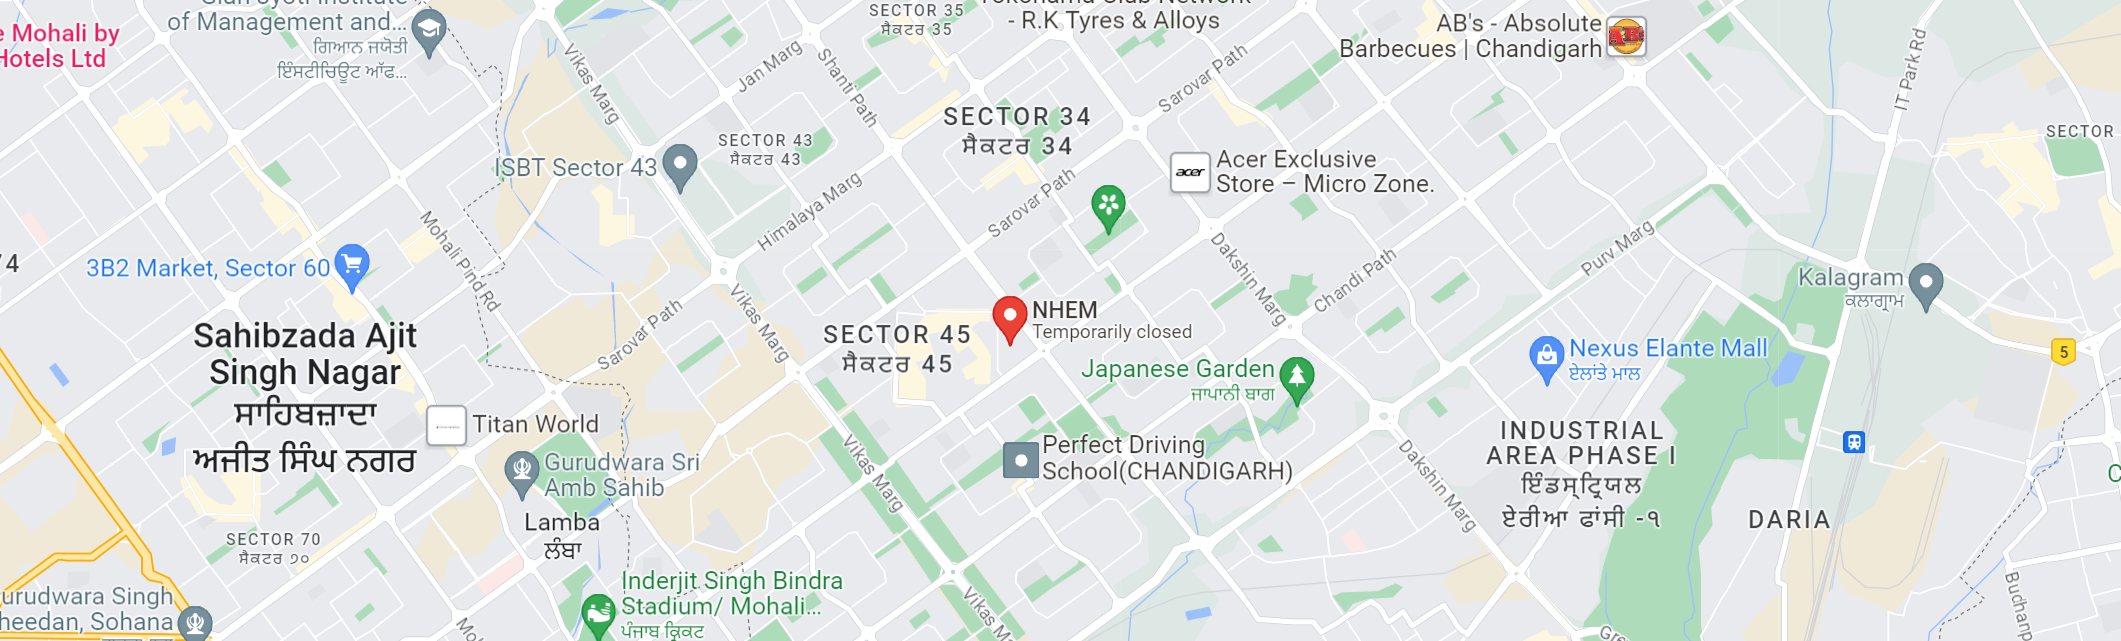 of Management and...
ਗਿਆਨ ਜਯੋਤੀ
ਇੰਸਟੀਚਿਊਟ ਆੱਫ...
e Mohali by
Hotels Ltd
SECTOR 35
ਸੈਕਟਰ 35
- R.K Tyres & Alloys
AB's - Absolute
Barbecues | Chandigarh
IT Park Rd
Vikas Marg
Jan Marg
Shanti Path
Sarovar Path
SECTOR 34
ਸੈਕਟਰ 34
SECTOR 43
ਸੈਕਟਰ 43
ISBT Sector 43
acer
Acer Exclusive
Store – Micro Zone.
SECTOR
Himalaya Marg
Sarovar Path
Mohali Pind Rd
Dakshin Marg
Chandi Path
Purv Marg
74
3B2 Market, Sector 60
Kalagram
ਕਲਾਗ੍ਰਾਮ
Sahibzada Ajit
Singh Nagar
ਸਾਹਿਬਜ਼ਾਦਾ
ਅਜੀਤ ਸਿੰਘ ਨਗਰ
Sarovar Path
Vikas Marg
SECTOR 45
ਸੈਕਟਰ 45
NHEM
Temporarily closed
Japanese Garden
ਜਾਪਾਨੀ ਬਾਗ
Nexus Elante Mall
ਏਲਾਂਤੇ ਮਾਲ
5
Titan World
Gurudwara Sri
Amb Sahib
Vikas Marg
Perfect Driving
School(CHANDIGARH)
Dakshin Marg
INDUSTRIAL
AREA PHASE I
ਇੰਡਸਟ੍ਰਿਯਲ
ਏਰੀਆ ਫਾਂਸੀ -੧
DARIA
Lamba
ਲੰਬਾ
SECTOR 70
ਸੈਕਟਰ ੭੦
Inderjit Singh Bindra
Stadium/ Mohali...
ਪੰਜਾਬ ਕ੍ਰਿਕਟ
urudwara Singh
heedan, Sohana
Vikas M
Budhan